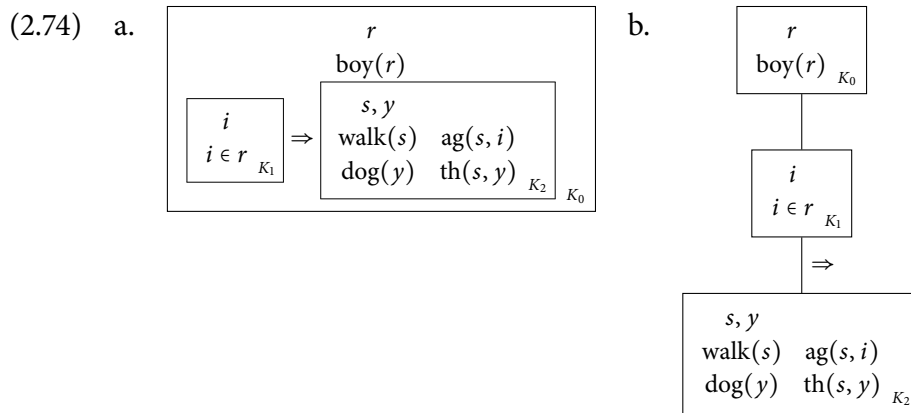 (2.74) a. b.
r
boy(r)
i
i ∈ r K₁
⇒
s, y
walk(s) ag(s, i)
dog(y) th(s, y) K₂
K₀
r
boy(r) K₀
i
i ∈ r K₁
⇒
s, y
walk(s) ag(s, i)
dog(y) th(s, y) K₂